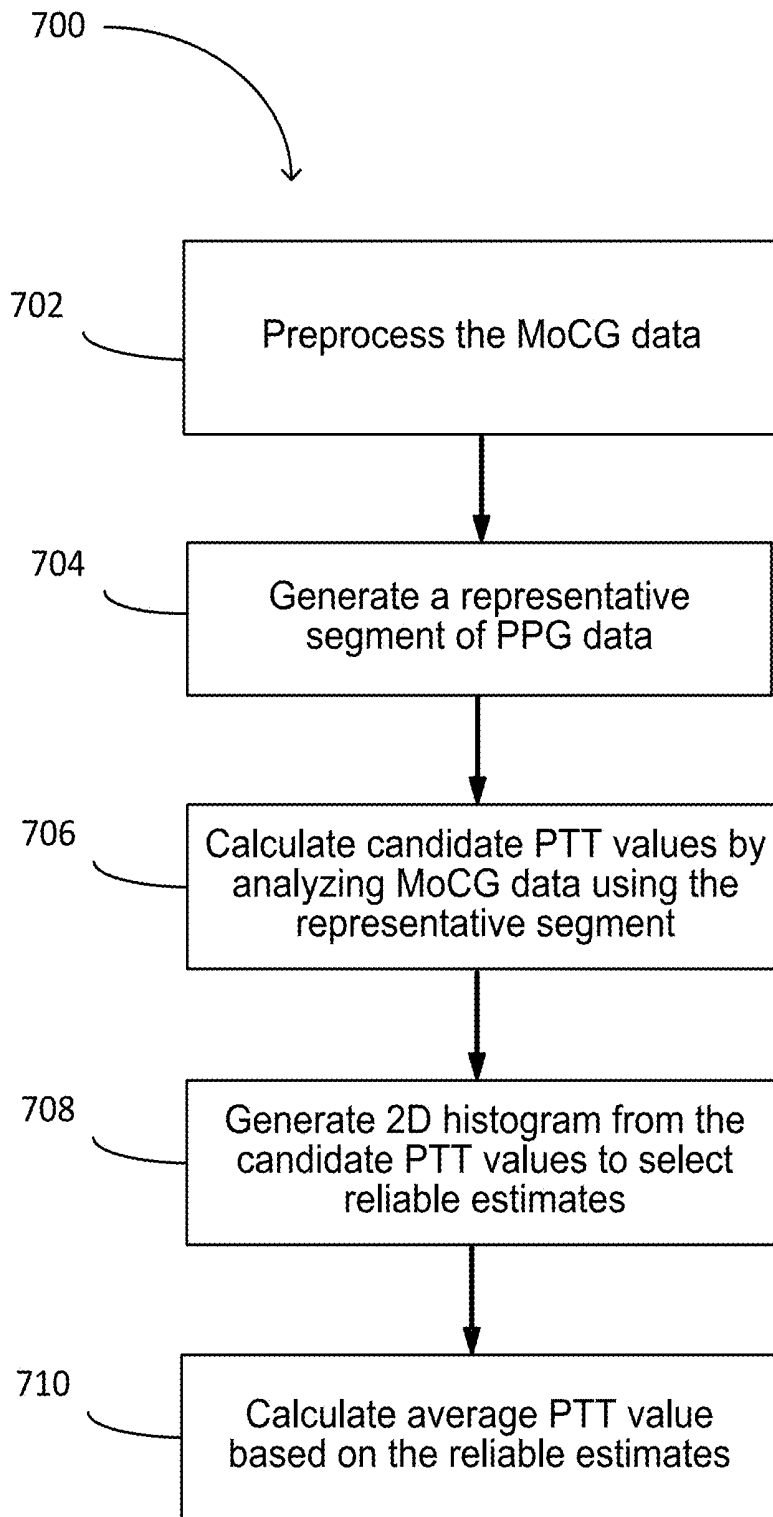 700
702
Preprocess the MoCG data
704
Generate a representative
segment of PPG data
706
Calculate candidate PTT values by
analyzing MoCG data using the
representative segment
708
Generate 2D histogram from the
candidate PTT values to select
reliable estimates
710
Calculate average PTT value
based on the reliable estimates